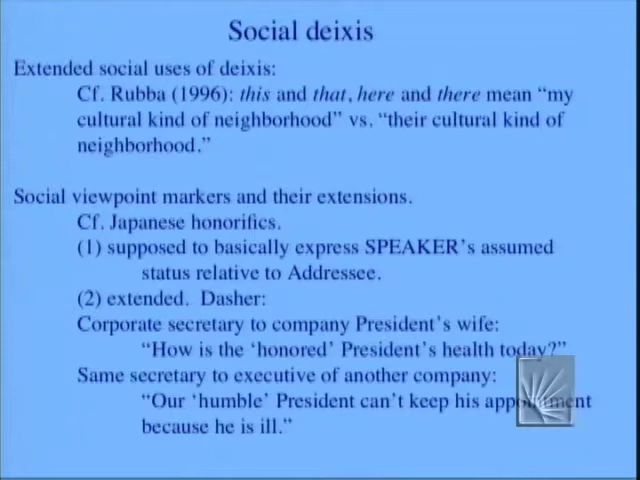 Social deixis
Extended social uses of deixis:
Cf. Rubba (1996): this and that, here and there mean “my
cultural kind of neighborhood” vs. “their cultural kind of
neighborhood.”
Social viewpoint markers and their extensions.
Cf. Japanese honorifics.
(1) supposed to basically express SPEAKER’s assumed
status relative to Addressee.
(2) extended. Dasher:
Corporate secretary to company President’s wife:
“How is the ‘honored’ President’s health today?”
Same secretary to executive of another company:
“Our ‘humble’ President can’t keep his appointment
because he is ill.”